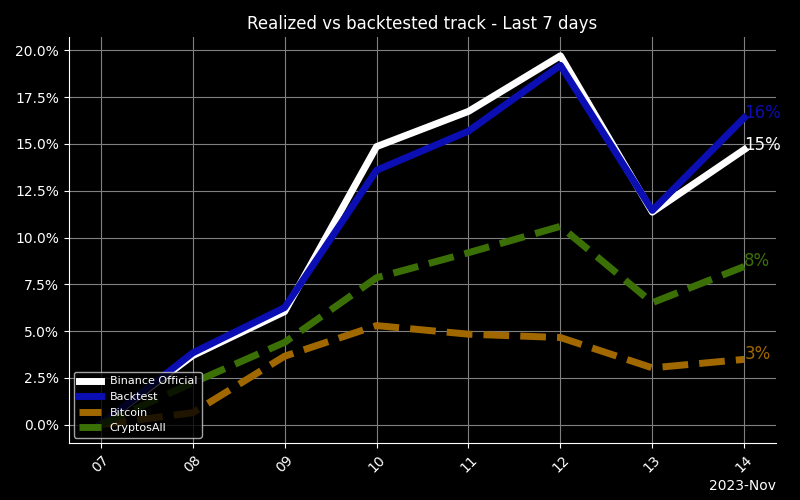 Realized vs backtested track - Last 7 days
20.0%
17.5%
15.0%
12.5%
10.0%
7.5%
5.0%
2.5%
0.0%
16%
15%
8%
3%
Binance Official
Backtest
Bitcoin
CryptosAll
07 08 09 10 11 12 13 14
2023-Nov